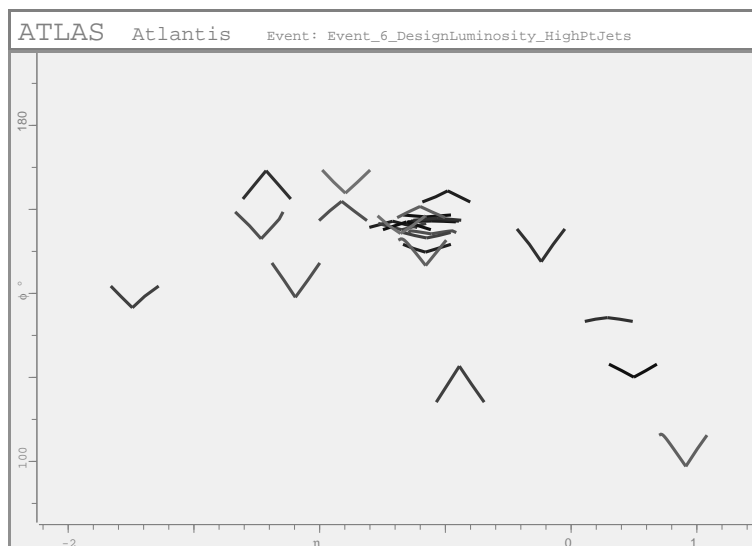 ATLAS Atlantis Event: Event_6_DesignLuminosity_HighPtJets
180
φ °
100
-2 η 0 1